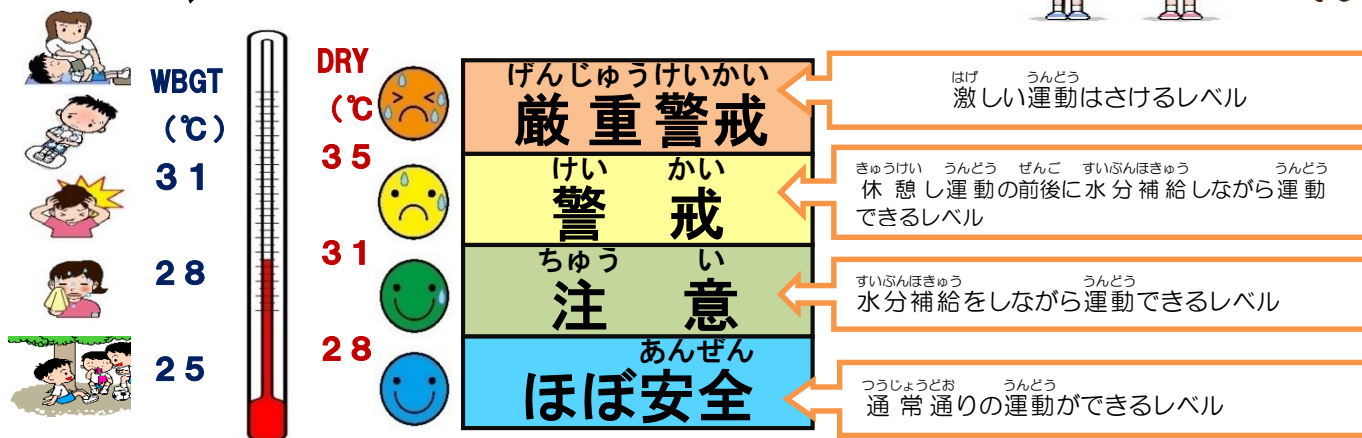 WBGT
(℃)
31
28
25
DRY
(℃
35
31
28
げんじゅうけいかい
厳重警戒
けい かい
警 戒
ちゅう い
注 意
あんぜん
ほぼ安全
はげ うんどう
激しい運動はさけるレベル
きゅうけい うんどう ぜんご すいぶんほきゅう うんどう
休憩し運動の前後に水分補給しながら運動
できるレベル
すいぶんほきゅう うんどう
水分補給をしながら運動できるレベル
つうじょうどお うんどう
通常通りの運動ができるレベル